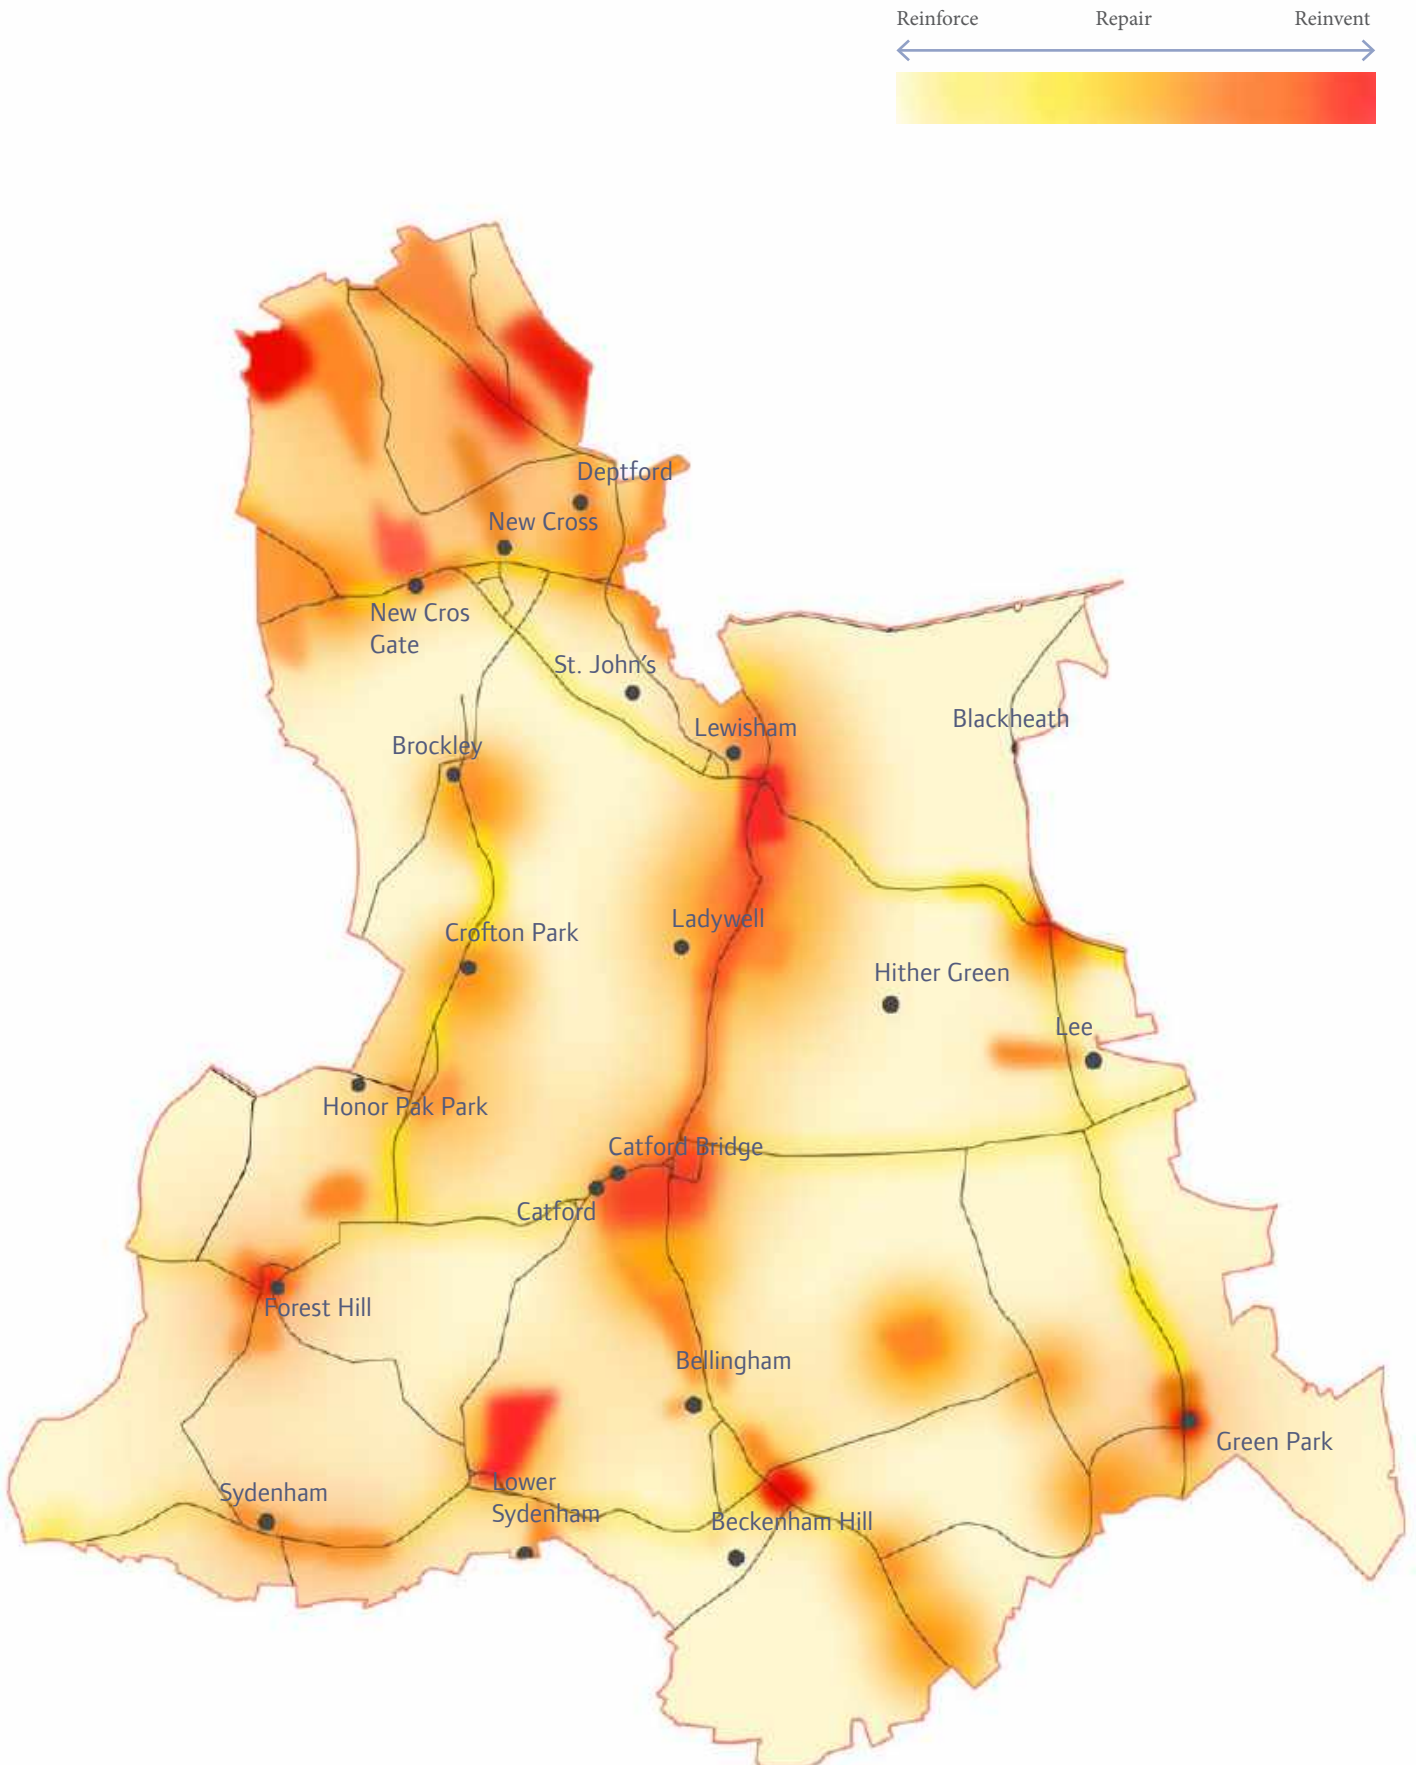 Reinforce Repair Reinvent
Deptford
New Cross
New Cros
Gate
St. John's
Lewisham
Blackheath
Brockley
Ladywell
Crofton Park
Hither Green
Lee
Honor Pak Park
Catford Bridge
Catford
Forest Hill
Bellingham
Green Park
Lower
Sydenham
Sydenham
Beckenham Hill